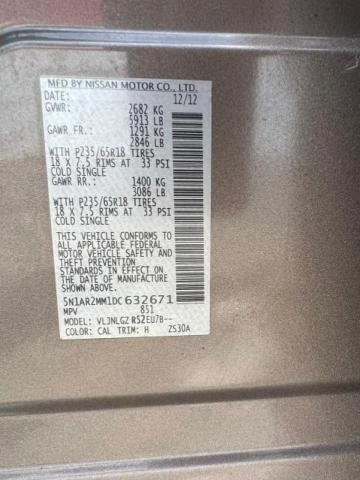 MFD BY NISSAN MOTOR CO., LTD.
DATE: 12/12
GVWR: 2682 KG
5913 LB
GAWR FR: 1291 KG
2846 LB
WITH P235/65R18 TIRES
18 X 7.5 RIMS AT 33 PSI
COLD SINGLE
GAWR RR: 1400 KG
3086 LB
WITH P235/65R18 TIRES
18 X 7.5 RIMS AT 33 PSI
COLD SINGLE
THIS VEHICLE CONFORMS TO
ALL APPLICABLE FEDERAL
MOTOR VEHICLE SAFETY AND
THEFT PREVENTION
STANDARDS IN EFFECT ON
THE DATE OF MANUFACTURE
SHOWN ABOVE.
5N1AR2MM1DC632671
MPV 851
MODEL: VLJNLGZ R52EU7B--
COLOR: CAL TRIM: H ZS30A